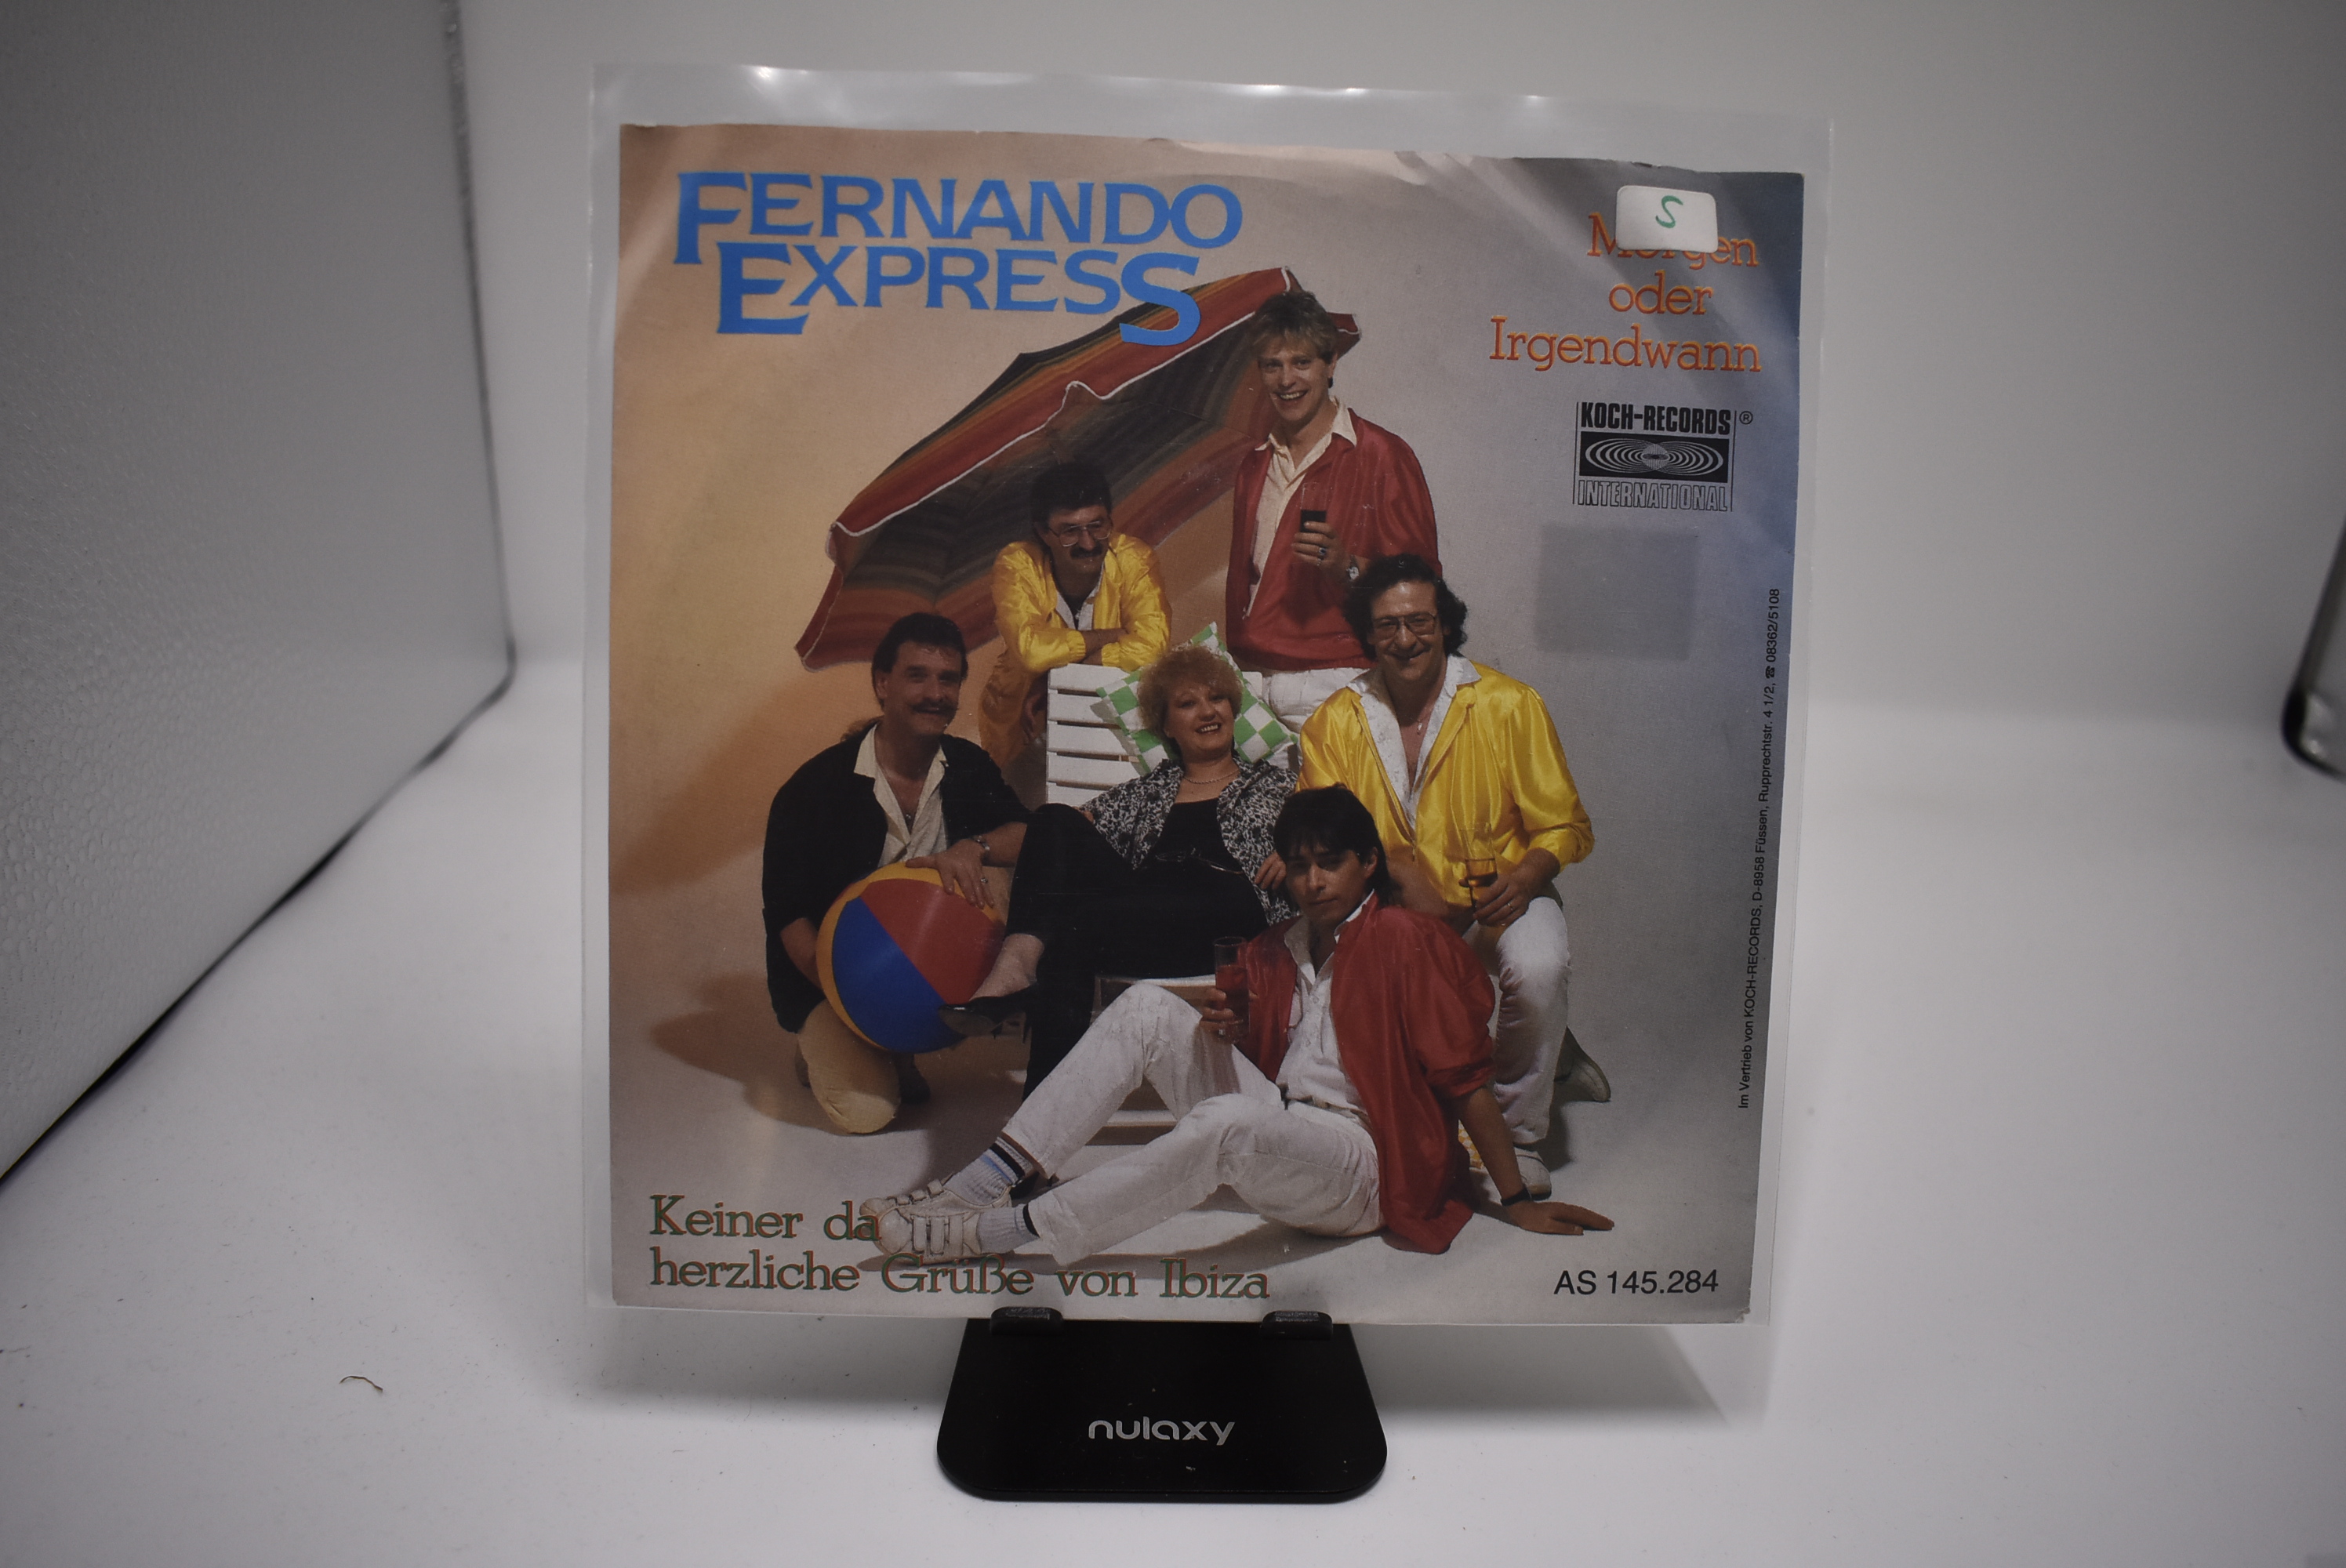 FERNANDO
EXPRESS
S
Morgen
oder
Irgendwann
KOCH-RECORDS ®
INTERNATIONAL
Im Vertrieb von KOCH-RECORDS, D-8958 Füssen, Rupprechtstr. 4 1/2, ☎ 08362/5108
Keiner da
herzliche Grüße von Ibiza
AS 145.284
nulaxy